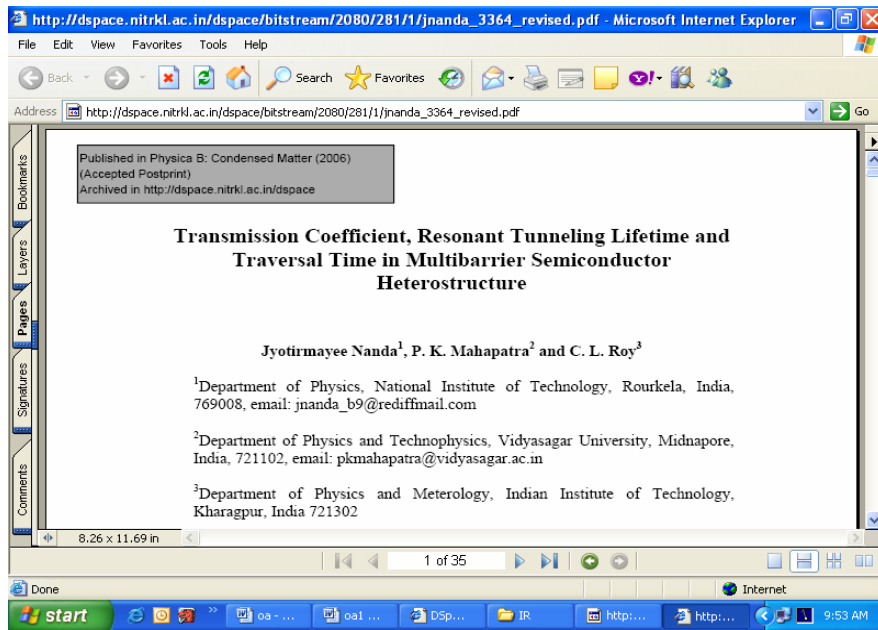 http://dspace.nitrkl.ac.in/dspace/bitstream/2080/281/1/jnanda_3364_revised.pdf - Microsoft Internet Explorer
File Edit View Favorites Tools Help
Back Search Favorites
Address http://dspace.nitrkl.ac.in/dspace/bitstream/2080/281/1/jnanda_3364_revised.pdf Go
Bookmarks
Layers
Pages
Signatures
Comments
Published in Physica B: Condensed Matter (2006)
(Accepted Postprint)
Archived in http://dspace.nitrkl.ac.in/dspace
Transmission Coefficient, Resonant Tunneling Lifetime and
Traversal Time in Multibarrier Semiconductor
Heterostructure
Jyotirmayee Nanda1, P. K. Mahapatra2 and C. L. Roy3
1Department of Physics, National Institute of Technology, Rourkela, India,
769008, email: jnanda_b9@rediffmail.com
2Department of Physics and Technophysics, Vidyasagar University, Midnapore,
India, 721102, email: pkmahapatra@vidyasagar.ac.in
3Department of Physics and Meterology, Indian Institute of Technology,
Kharagpur, India 721302
8.26 x 11.69 in
1 of 35
Done Internet
start oa - ... oa1 ... DSp... IR http:... http:... 9:53 AM